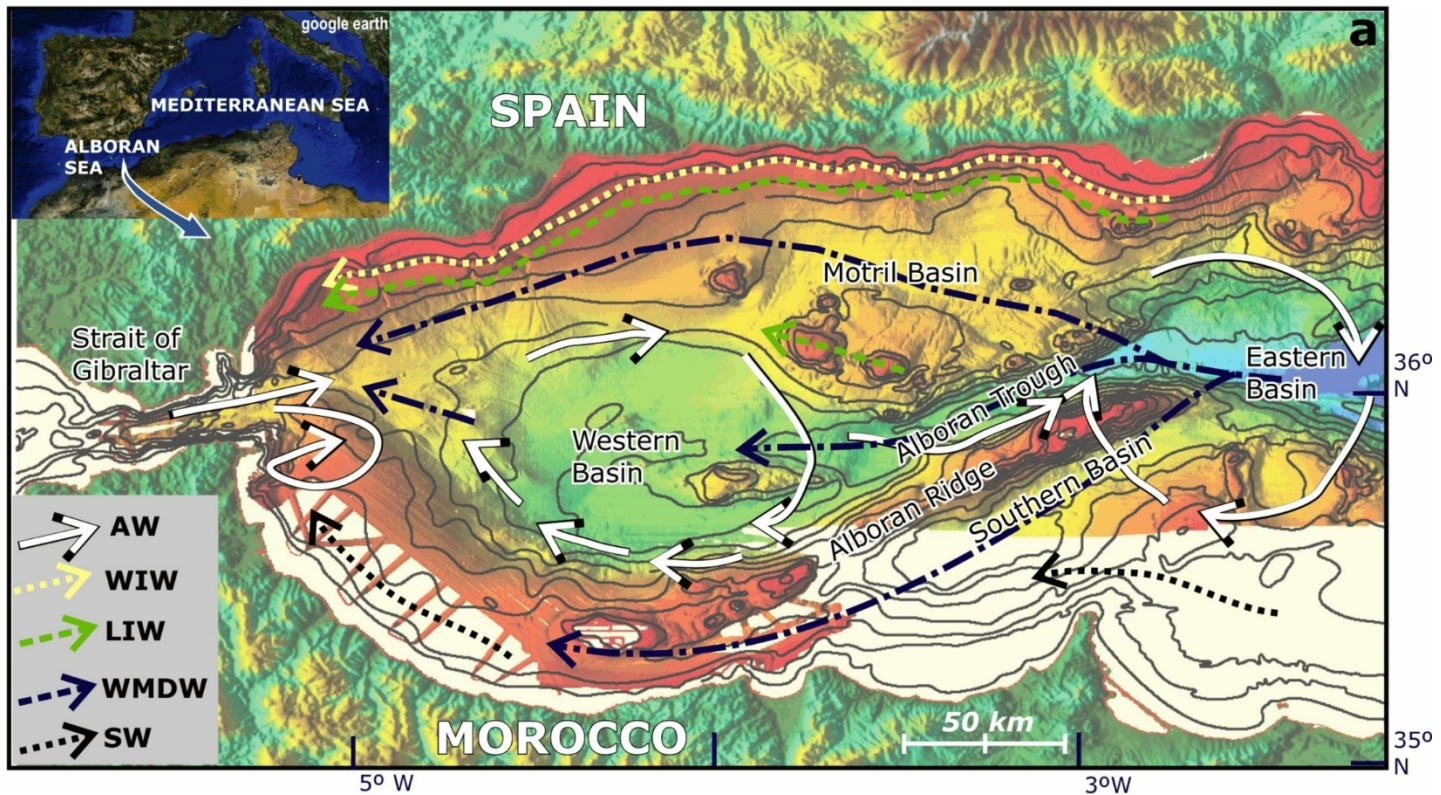 google earth
a
MEDITERRANEAN SEA
SPAIN
ALBORAN
SEA
Motril Basin
Strait of
Gibraltar
Eastern
Basin
36º
N
Alboran Trough
Western
Basin
Alboran Ridge
Southern Basin
AW
WIW
LIW
WMDW
SW
50 km
MOROCCO
35º
N
5º W
3ºW